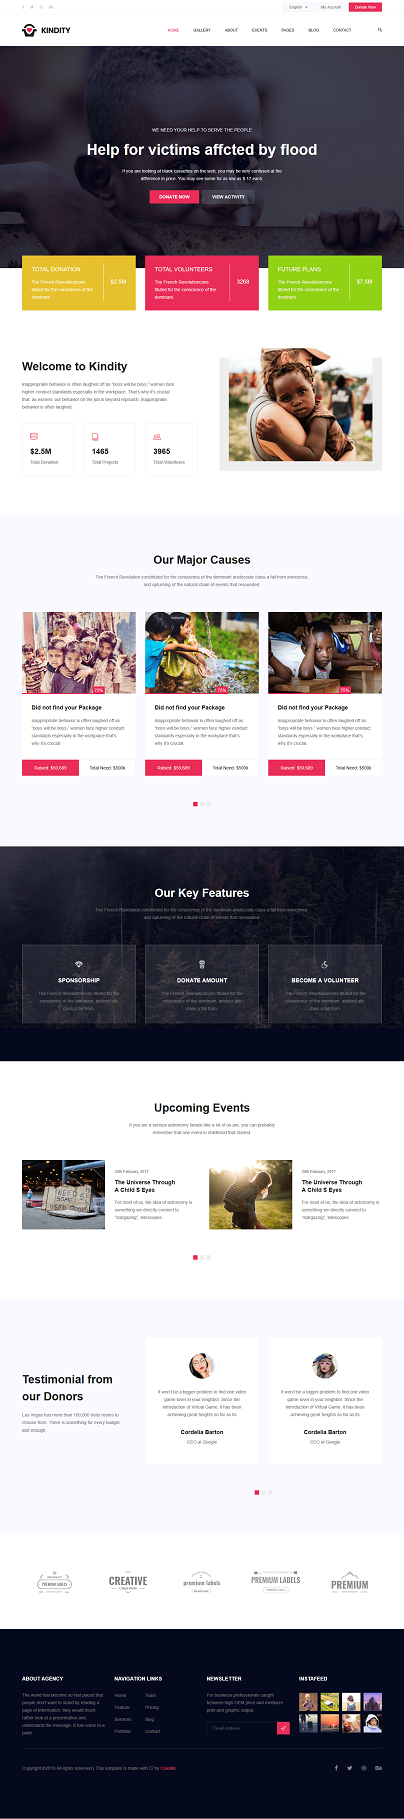 English
My Account
Donate Now
KINDITY
HOME
GALLERY
ABOUT
EVENTS
PAGES
BLOG
CONTACT
WE NEED YOUR HELP TO SERVE THE PEOPLE
Help for victims affcted by flood
If you are looking at blank cassettes on the web, you may be very confused at the
difference in price. You may see some for as low as $.17 each.
DONATE NOW
VIEW ACTIVITY
TOTAL DONATION
The French Revolutioncons
tituted for the conscience of the
dominant.
$2.5M
TOTAL VOLUNTEERS
The French Revolutioncons
tituted for the conscience of the
dominant.
3268
FUTURE PLANS
The French Revolutioncons
tituted for the conscience of the
dominant.
$7.5M
Welcome to Kindity
inappropriate behavior is often laughed off as "boys will be boys," women face
higher conduct standards especially in the workplace. That's why it's crucial
that, as women, our behavior on the job is beyond reproach. inappropriate
behavior is often laughed.
$2.5M
Total Donation
1465
Total Projects
3965
Total Volunteers
Our Major Causes
The French Revolution constituted for the conscience of the dominant aristocratic class a fall from innocence,
and upturning of the natural chain of events that resounded.
75%
Did not find your Package
inappropriate behavior is often laughed off as
"boys will be boys," women face higher conduct
standards especially in the workplace that's
why it's crucial.
Raised: $50,689
Total Need: $500k
75%
Did not find your Package
inappropriate behavior is often laughed off as
"boys will be boys," women face higher conduct
standards especially in the workplace that's
why it's crucial.
Raised: $50,689
Total Need: $500k
75%
Did not find your Package
inappropriate behavior is often laughed off as
"boys will be boys," women face higher conduct
standards especially in the workplace that's
why it's crucial.
Raised: $50,689
Total Need: $500k
Our Key Features
The French Revolution constituted for the conscience of the dominant aristocratic class a fall from innocence,
and upturning of the natural chain of events that resounded.
SPONSORSHIP
The French Revolutioncons tituted for the
conscience of the dominant aristocr atic
class a fall from
DONATE AMOUNT
The French Revolutioncons tituted for the
conscience of the dominant aristocr atic
class a fall from
BECOME A VOLUNTEER
The French Revolutioncons tituted for the
conscience of the dominant aristocr atic
class a fall from
Upcoming Events
If you are a serious astronomy fanatic like a lot of us are, you can probably
remember that one event in childhood that started.
25th February, 2017
The Universe Through
A Child S Eyes
For most of us, the idea of astronomy is
something we directly connect to
"stargazing", telescopes
25th February, 2017
The Universe Through
A Child S Eyes
For most of us, the idea of astronomy is
something we directly connect to
"stargazing", telescopes
Testimonial from
our Donors
Las Vegas has more than 100,000 hotel rooms to
choose from. There is something for every budget,
and enough
It won't be a bigger problem to find one video
game lover in your neighbor. Since the
introduction of Virtual Game, it has been
achieving great heights so far as its
Cordelia Barton
CEO at Google
It won't be a bigger problem to find one video
game lover in your neighbor. Since the
introduction of Virtual Game, it has been
achieving great heights so far as its
Cordelia Barton
CEO at Google
PREMIUM LABELS
CREATIVE
premium labels
PREMIUM LABELS
PREMIUM
ABOUT AGENCY
The world has become so fast paced that
people don't want to stand by reading a
page of information, they would much
rather look at a presentation and
understand the message. It has come to a
point
NAVIGATION LINKS
Home
Feature
Services
Portfolio
Team
Pricing
Blog
Contact
NEWSLETTER
For business professionals caught
between high OEM price and mediocre
print and graphic output.
Email Address
INSTAFEED
Copyright ©2019 All rights reserved | This template is made with by Colorlib